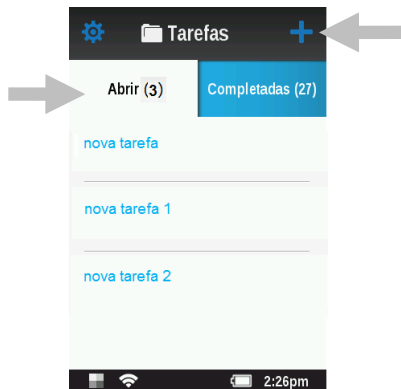 Tarefas
Abrir (3) Completadas (27)
nova tarefa
nova tarefa 1
nova tarefa 2
2:26pm